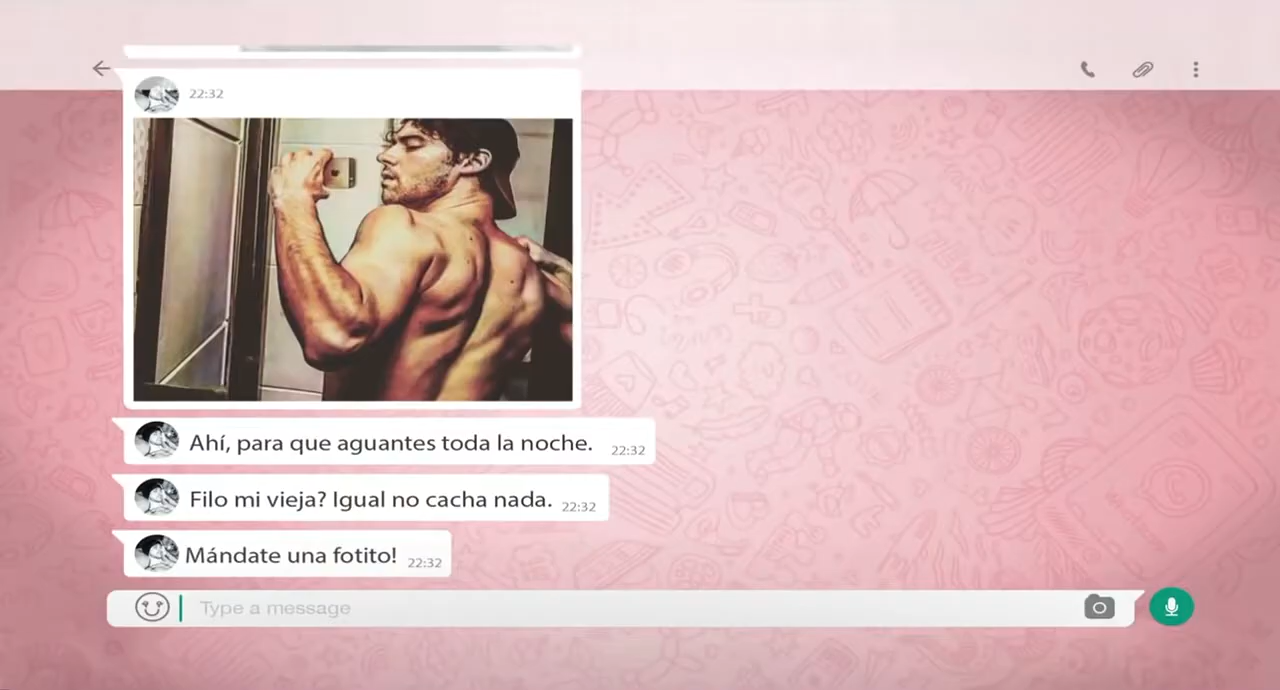 22:32
Ahí, para que aguantes toda la noche. 22:32
Filo mi vieja? Igual no cacha nada. 22:32
Mándate una fotito! 22:32
Type a message